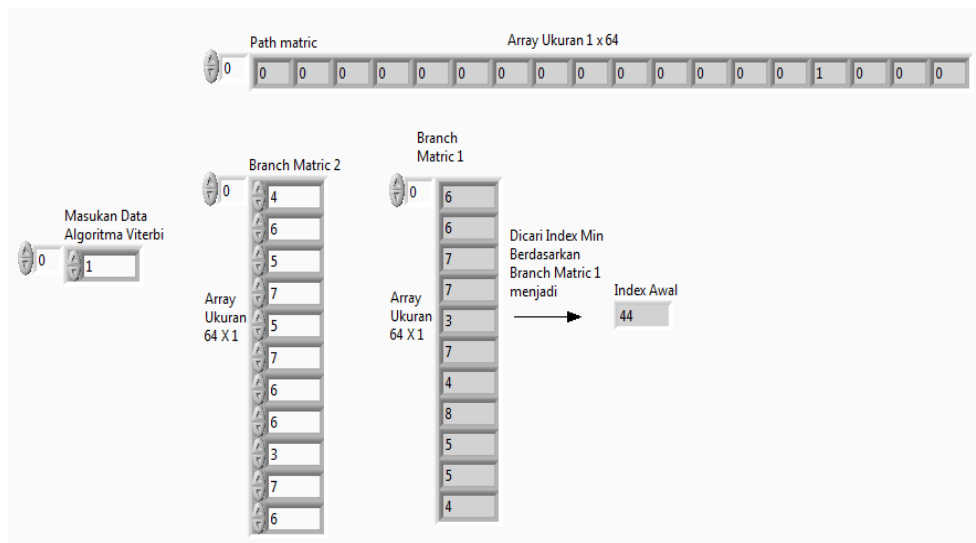 Path matric
Array Ukuran 1 x 64
0
0 0 0 0 0 0 0 0 0 0 0 0 0 0 1 0 0 0
Branch Matric 2
0
4
6
5
7
5
7
6
6
3
7
6
Array
Ukuran
64 X 1
Branch
Matric 1
0
6
6
7
7
3
7
4
8
5
5
4
Array
Ukuran
64 X 1
Masukan Data
Algoritma Viterbi
0
1
Dicari Index Min
Berdasarkan
Branch Matric 1
menjadi
Index Awal
44